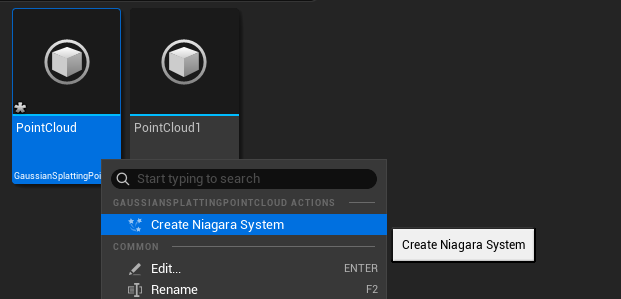 PointCloud
PointCloud1
GaussianSplattingPoi
Start typing to search
GAUSSIANSPLATTINGPOINTCLOUD ACTIONS
Create Niagara System
Create Niagara System
COMMON
Edit... ENTER
Rename F2